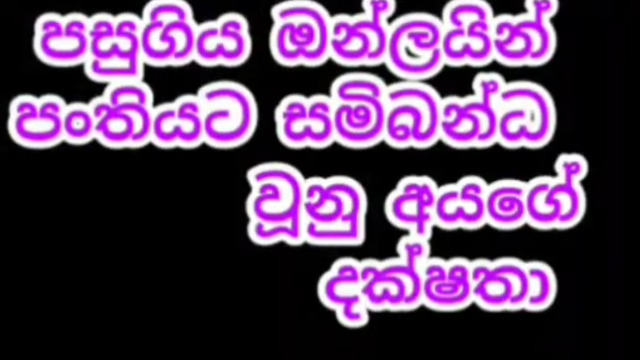 පසුගිය ඔන්ලයින්
පංතියට සම්බන්ධ
වූනු අයගේ
දක්ෂතා